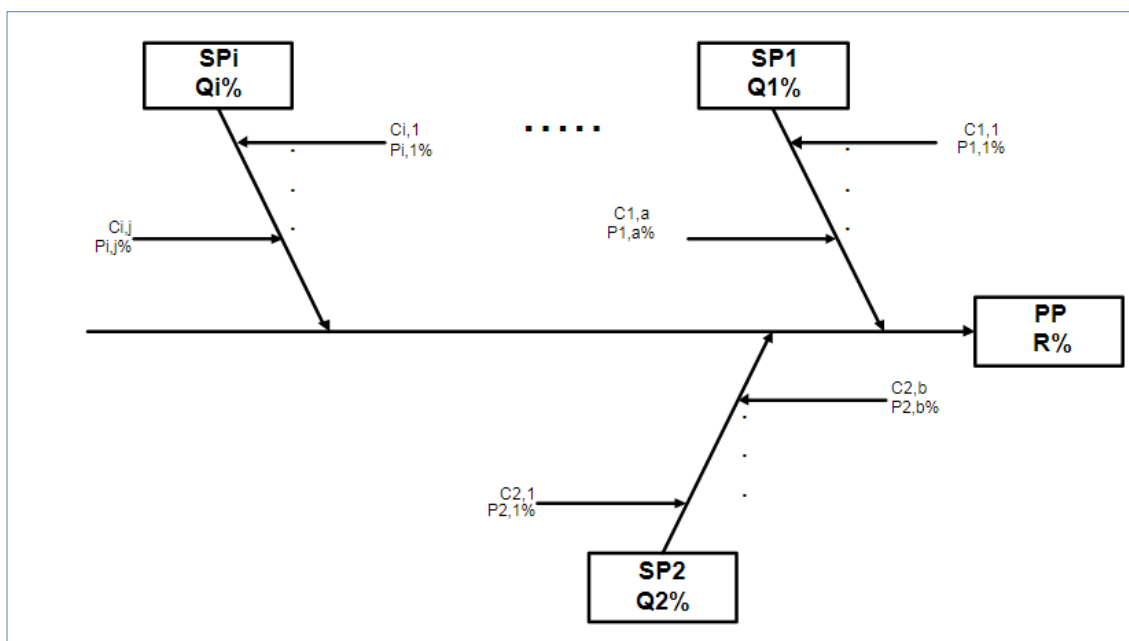 SPi
Qi%
SP1
Q1%
Ci,1
Pi,1%
.....
C1,1
P1,1%
Ci,j
Pi,j%
C1,a
P1,a%
PP
R%
C2,b
P2,b%
C2,1
P2,1%
SP2
Q2%